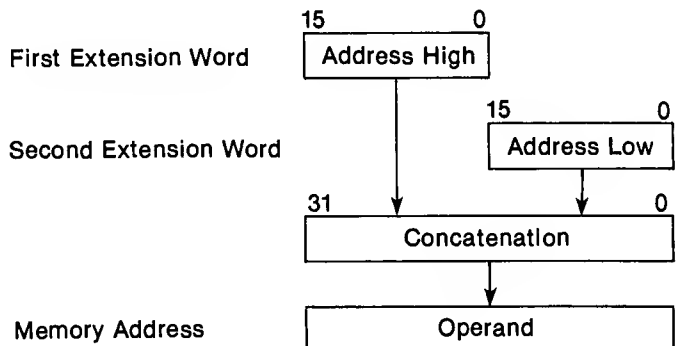 15 0
First Extension Word Address High
15 0
Second Extension Word Address Low
31 0
Concatenation
Memory Address Operand